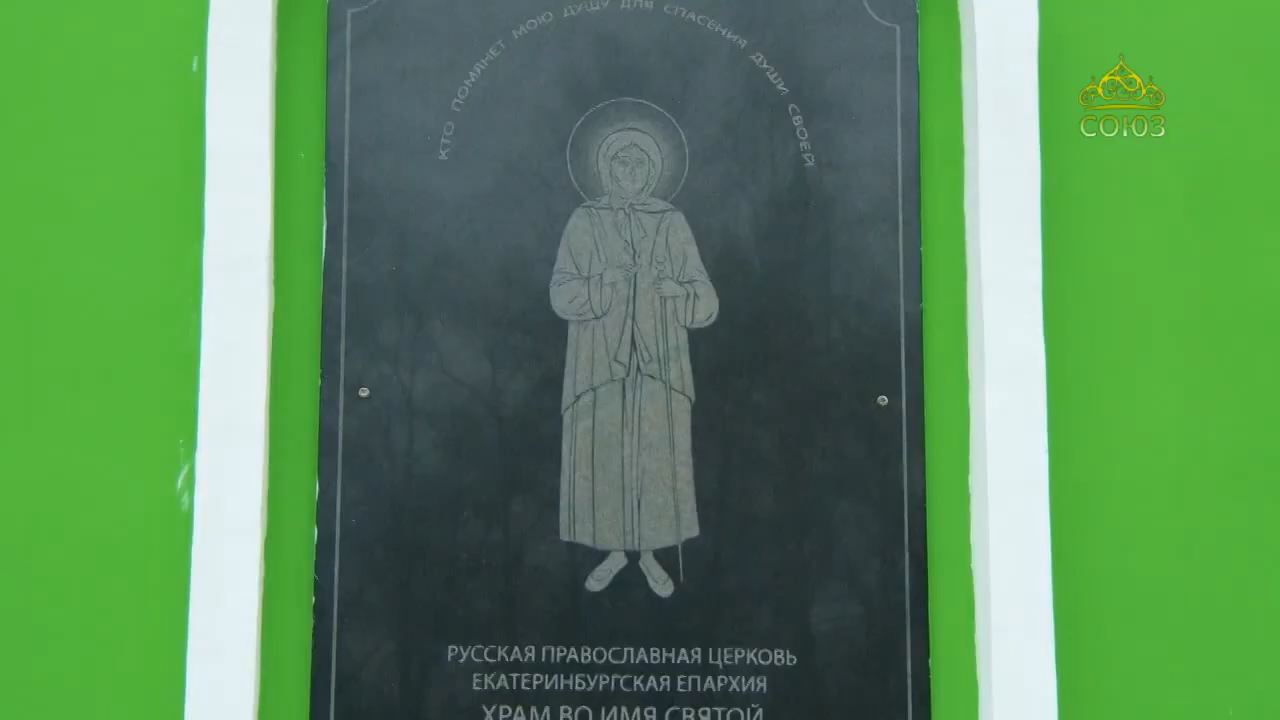 КТО ПОМЯНЕТ МОЮ ДУШУ ДЛЯ СПАСЕНИЯ ДУШИ СВОЕЙ
СОЮЗ
РУССКАЯ ПРАВОСЛАВНАЯ ЦЕРКОВЬ
ЕКАТЕРИНБУРГСКАЯ ЕПАРХИЯ
ХРАМ ВО ИМЯ СВЯТОЙ